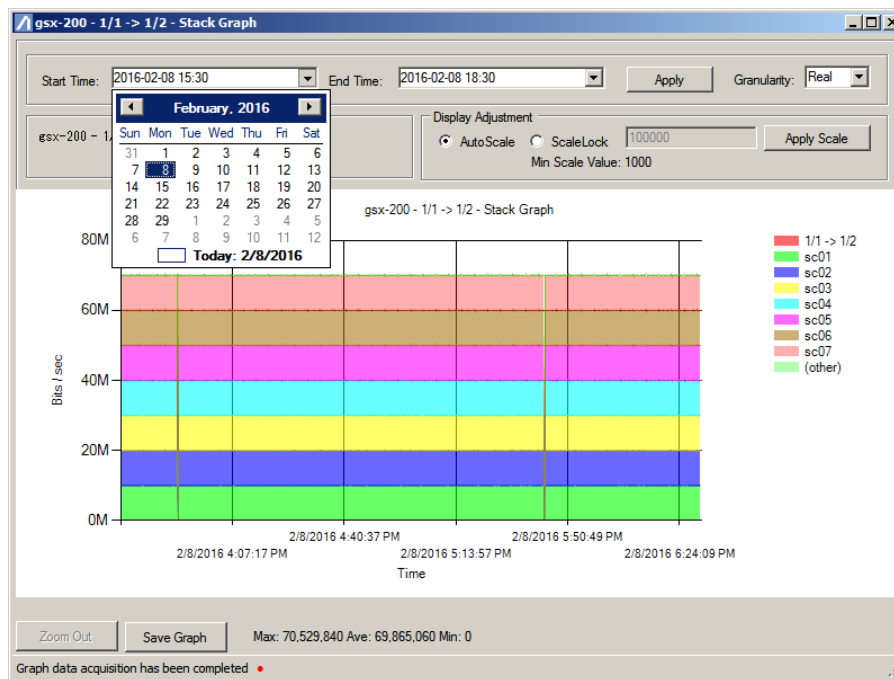 gsx-200 - 1/1 -> 1/2 - Stack Graph
Start Time: 2016-02-08 15:30 End Time: 2016-02-08 18:30 Apply Granularity: Real
February, 2016
Sun Mon Tue Wed Thu Fri Sat
31 1 2 3 4 5 6
7 8 9 10 11 12 13
14 15 16 17 18 19 20
21 22 23 24 25 26 27
28 29 1 2 3 4 5
6 7 8 9 10 11 12
Today: 2/8/2016
gsx-200 - 1/
Display Adjustment
AutoScale ScaleLock 100000 Apply Scale
Min Scale Value: 1000
gsx-200 - 1/1 -> 1/2 - Stack Graph
80M
60M
40M
20M
0M
Bits / sec
1/1 -> 1/2
sc01
sc02
sc03
sc04
sc05
sc06
sc07
(other)
2/8/2016 4:40:37 PM 2/8/2016 5:50:49 PM
2/8/2016 4:07:17 PM 2/8/2016 5:13:57 PM 2/8/2016 6:24:09 PM
Time
Zoom Out Save Graph Max: 70,529,840 Ave: 69,865,060 Min: 0
Graph data acquisition has been completed